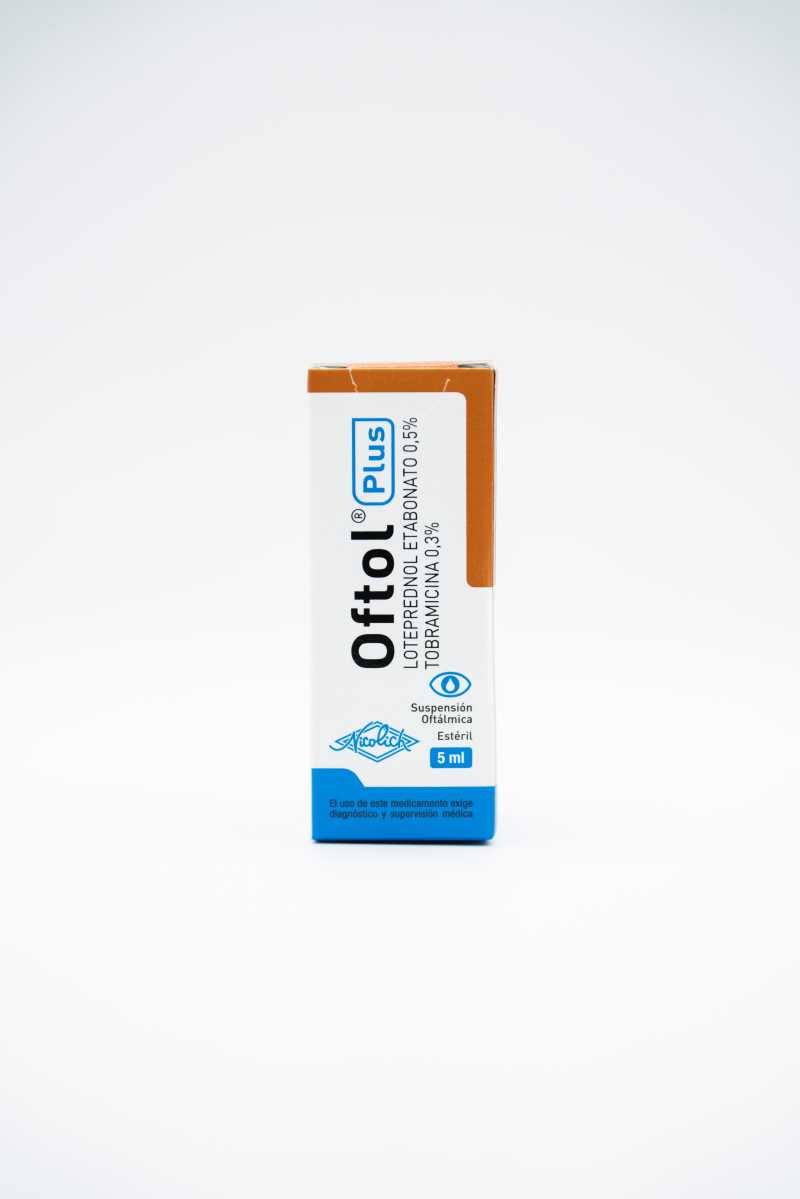 Oftol® Plus
LOTEPREDNOL ETABONATO 0,5%
TOBRAMICINA 0,3%
Suspensión
Oftálmica
Estéril
Nicolich
5 ml
El uso de este medicamento exige
diagnóstico y supervisión médica